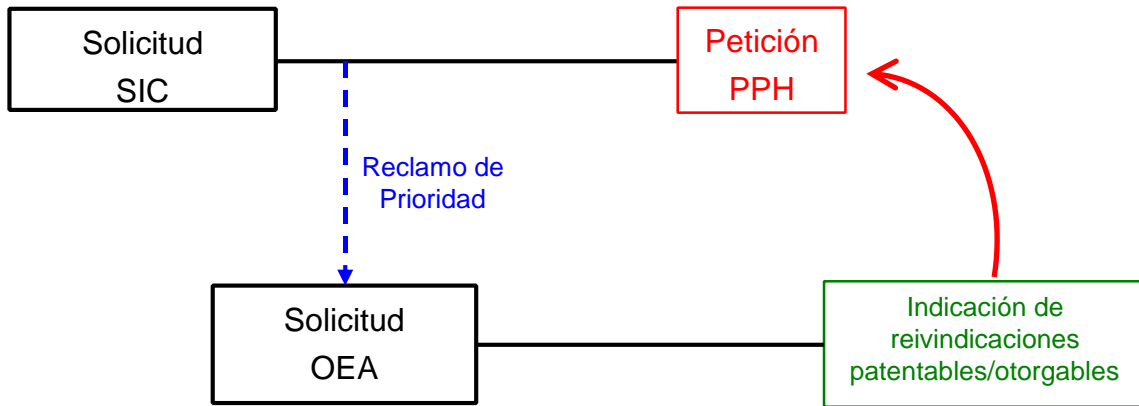 Solicitud
SIC
Petición
PPH
Reclamo de
Prioridad
Solicitud
OEA
Indicación de
reivindicaciones
patentables/otorgables